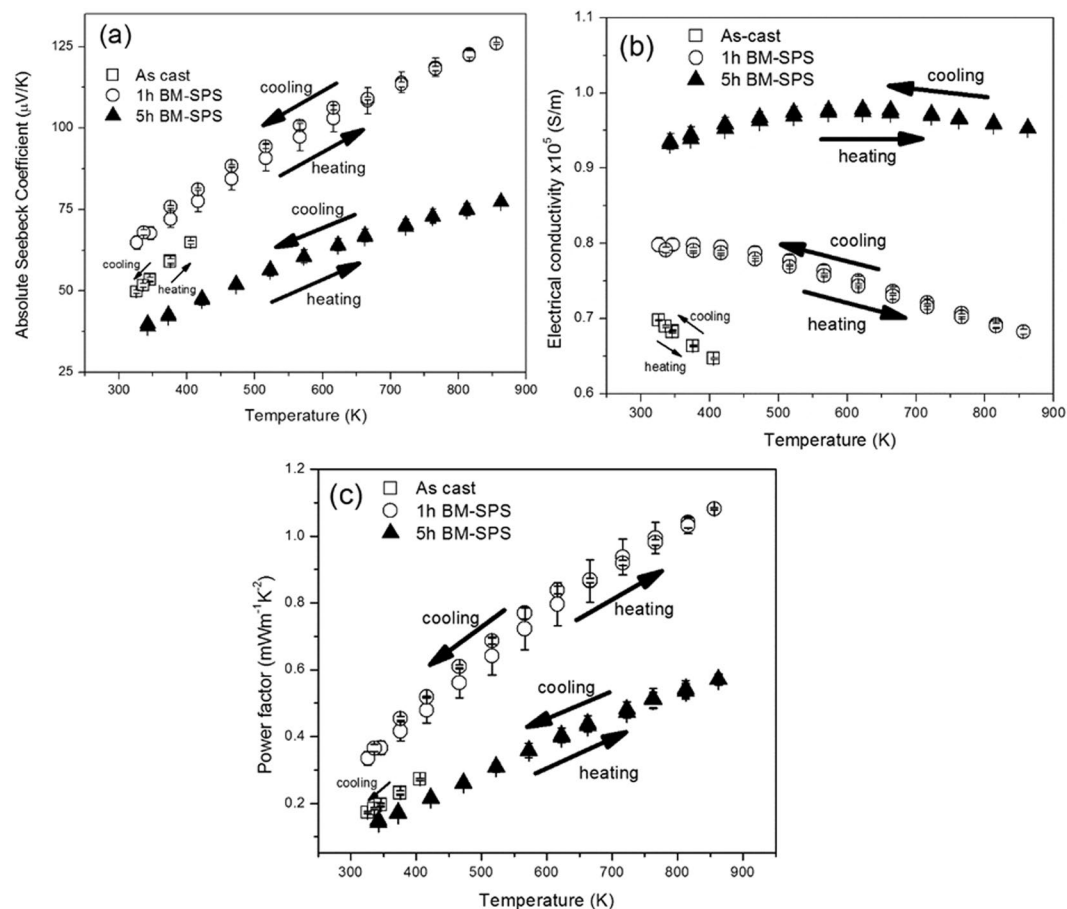 (a)
As cast
1h BM-SPS
5h BM-SPS
cooling
heating
cooling
heating
cooling
heating
125
100
75
50
25
Absolute Seebeck Coefficient (μV/K)
300 400 500 600 700 800 900
Temperature (K)
(b)
As-cast
1h BM-SPS
5h BM-SPS
cooling
heating
cooling
heating
cooling
heating
1.1
1.0
0.9
0.8
0.7
0.6
Electrical conductivity x10⁵ (S/m)
300 400 500 600 700 800 900
Temperature (K)
(c)
As cast
1h BM-SPS
5h BM-SPS
cooling
heating
cooling
heating
cooling
1.2
1.0
0.8
0.6
0.4
0.2
Power factor (mWm⁻¹K⁻²)
300 400 500 600 700 800 900
Temperature (K)